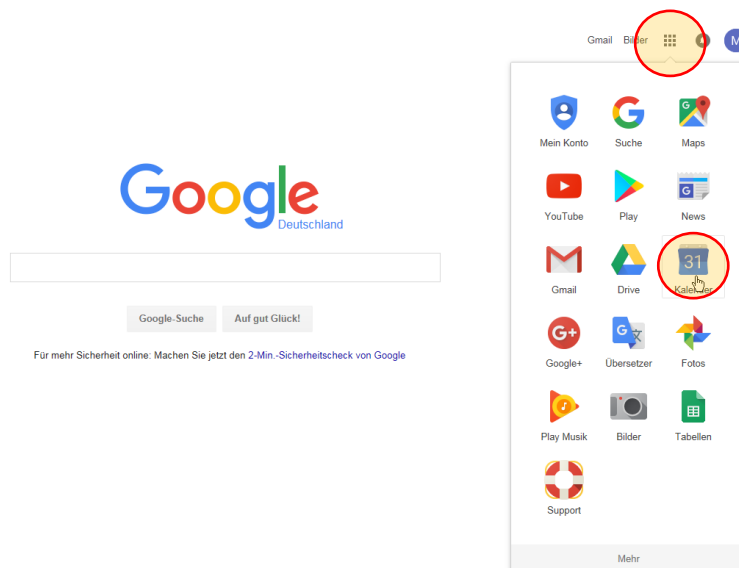 Gmail Bilder
M
Google
Deutschland
Google-Suche Auf gut Glück!
Für mehr Sicherheit online: Machen Sie jetzt den 2-Min.-Sicherheitscheck von Google
Mein Konto Suche Maps
YouTube Play News
31
Gmail Drive Kalender
G+
Google+ Übersetzer Fotos
Play Musik Bilder Tabellen
Support
Mehr